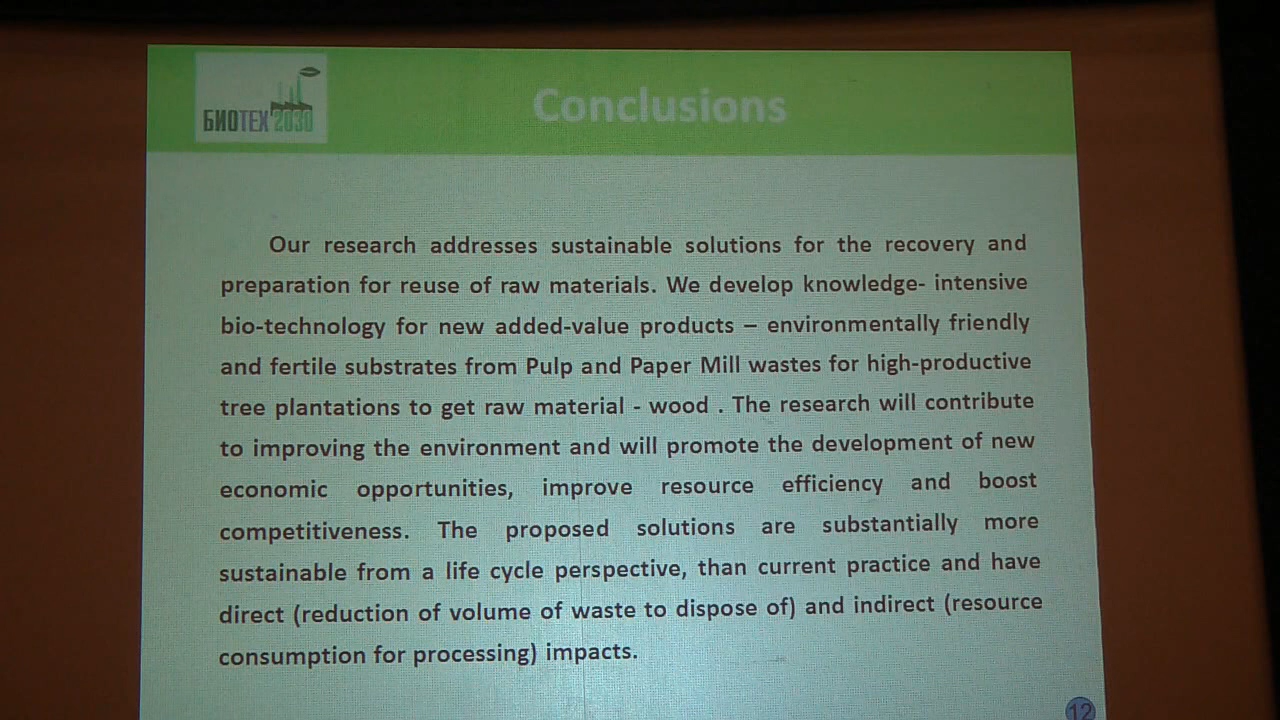 БИОТЕХ 2030
Conclusions
Our research addresses sustainable solutions for the recovery and
preparation for reuse of raw materials. We develop knowledge- intensive
bio-technology for new added-value products – environmentally friendly
and fertile substrates from Pulp and Paper Mill wastes for high-productive
tree plantations to get raw material - wood . The research will contribute
to improving the environment and will promote the development of new
economic opportunities, improve resource efficiency and boost
competitiveness. The proposed solutions are substantially more
sustainable from a life cycle perspective, than current practice and have
direct (reduction of volume of waste to dispose of) and indirect (resource
consumption for processing) impacts.
12